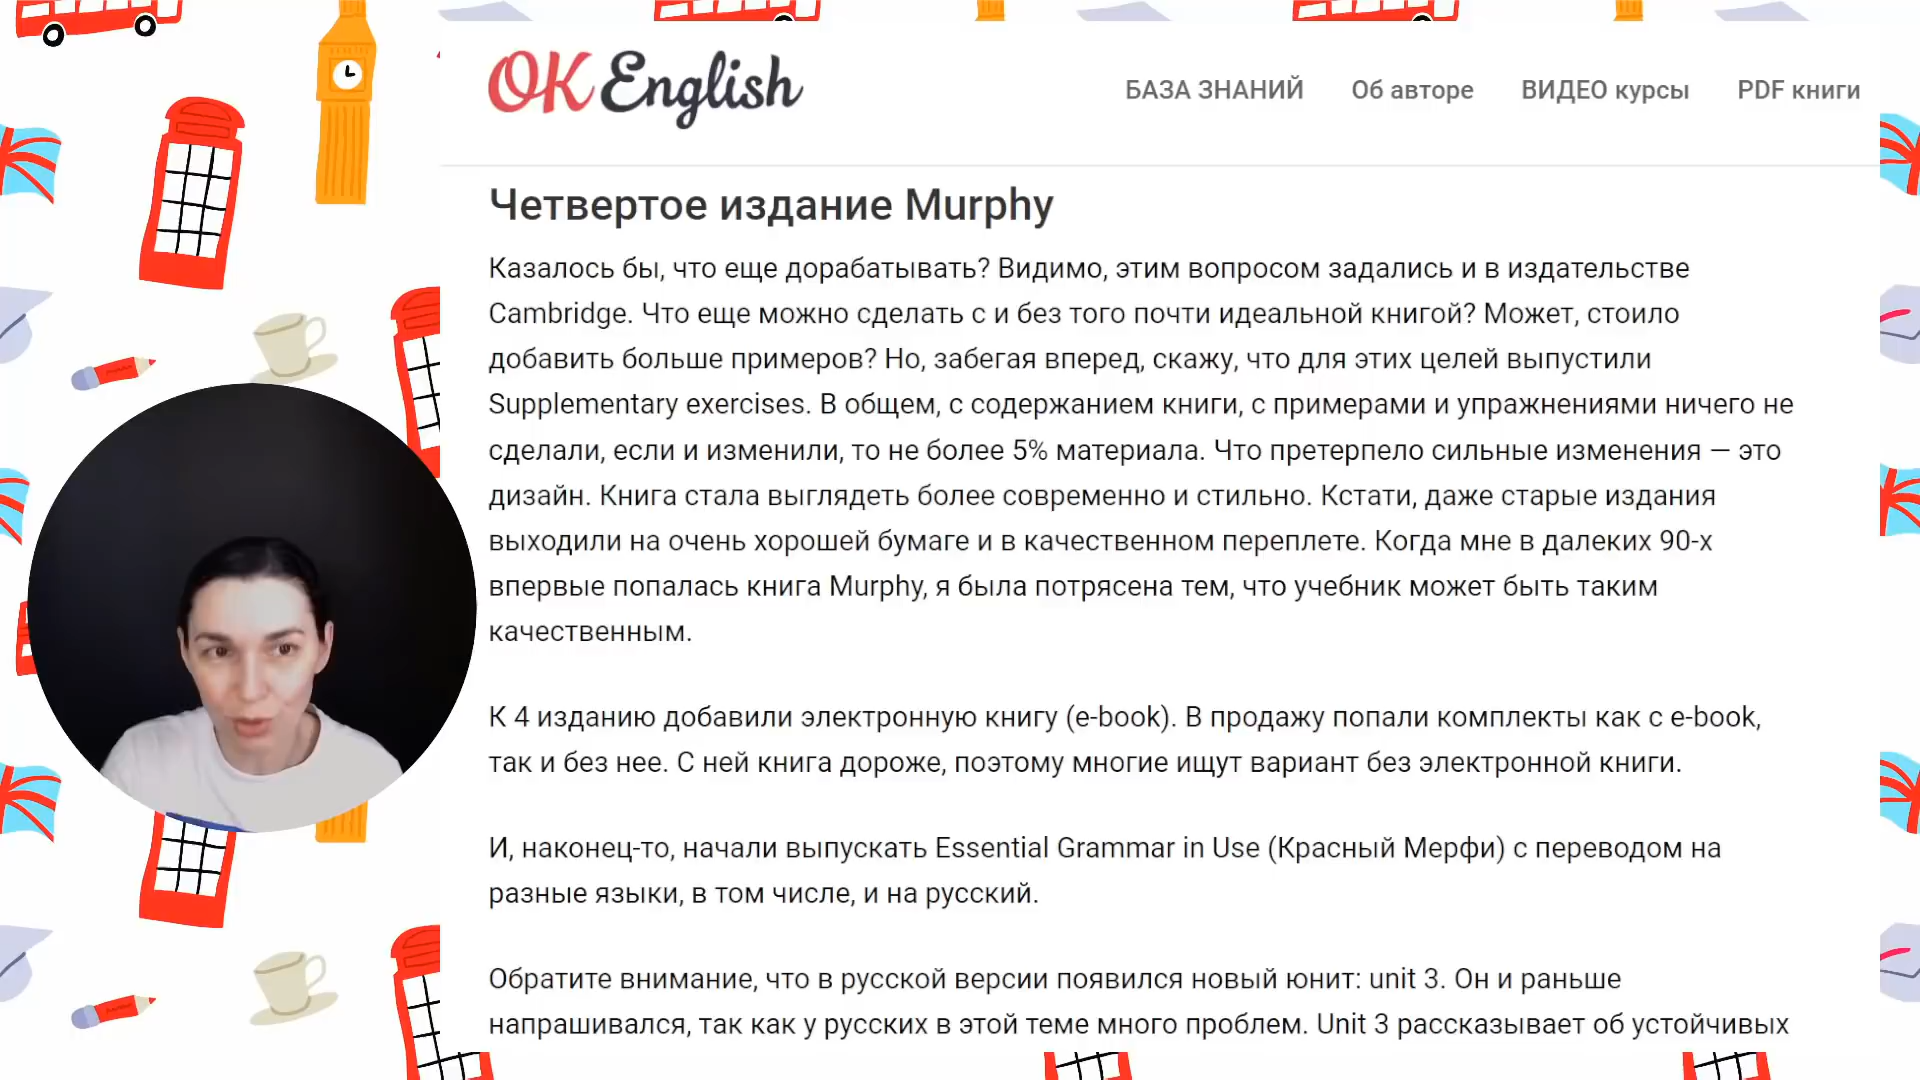 OK English
БАЗА ЗНАНИЙ Об авторе ВИДЕО курсы PDF книги
Четвертое издание Murphy
Казалось бы, что еще дорабатывать? Видимо, этим вопросом задались и в издательстве
Cambridge. Что еще можно сделать с и без того почти идеальной книгой? Может, стоило
добавить больше примеров? Но, забегая вперед, скажу, что для этих целей выпустили
Supplementary exercises. В общем, с содержанием книги, с примерами и упражнениями ничего не
сделали, если и изменили, то не более 5% материала. Что претерпело сильные изменения — это
дизайн. Книга стала выглядеть более современно и стильно. Кстати, даже старые издания
выходили на очень хорошей бумаге и в качественном переплете. Когда мне в далеких 90-х
впервые попалась книга Murphy, я была потрясена тем, что учебник может быть таким
качественным.
К 4 изданию добавили электронную книгу (e-book). В продажу попали комплекты как с e-book,
так и без нее. С ней книга дороже, поэтому многие ищут вариант без электронной книги.
И, наконец-то, начали выпускать Essential Grammar in Use (Красный Мерфи) с переводом на
разные языки, в том числе, и на русский.
Обратите внимание, что в русской версии появился новый юнит: unit 3. Он и раньше
напрашивался, так как у русских в этой теме много проблем. Unit 3 рассказывает об устойчивых